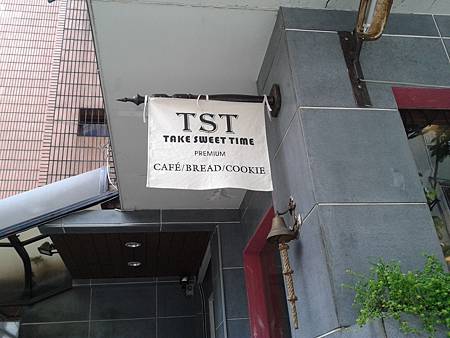 TST
TAKE SWEET TIME
PREMIUM
CAFÉ/BREAD/COOKIE